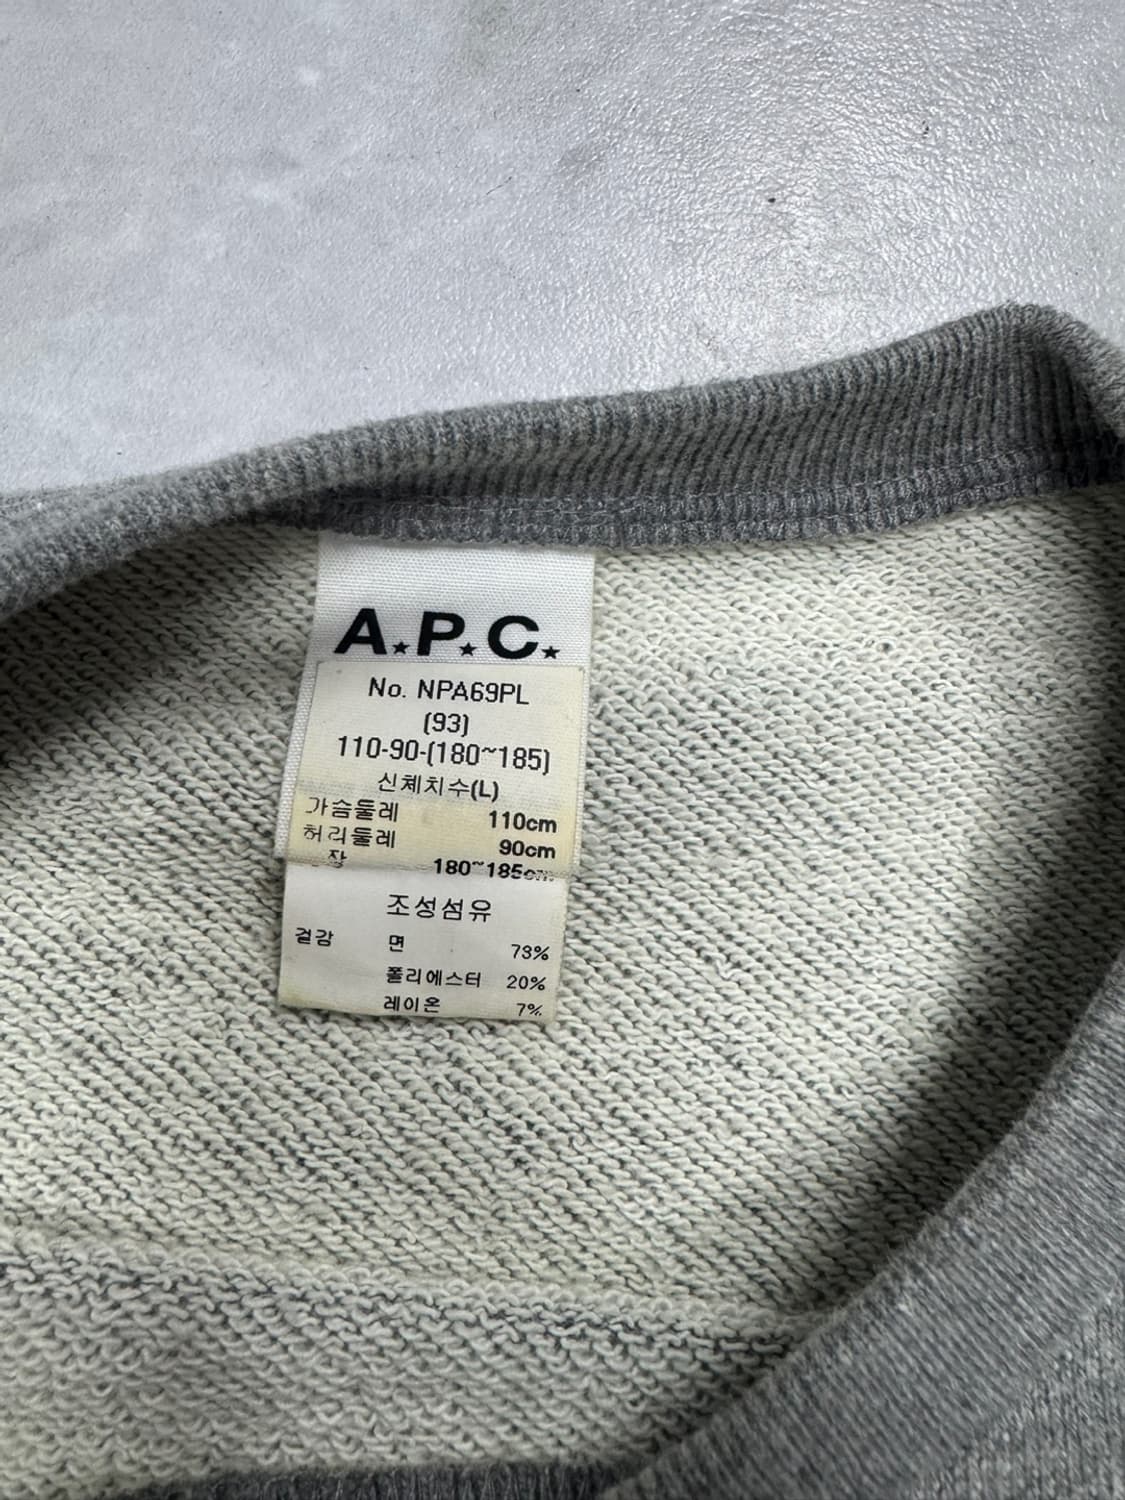 A.P.C.
No. NPA69PL
(93)
110-90-(180~185)
신체치수(L)
가슴둘레 110cm
허리둘레 90cm
장 180~185cm
조성섬유
겉감 면 73%
폴리에스터 20%
레이온 7%